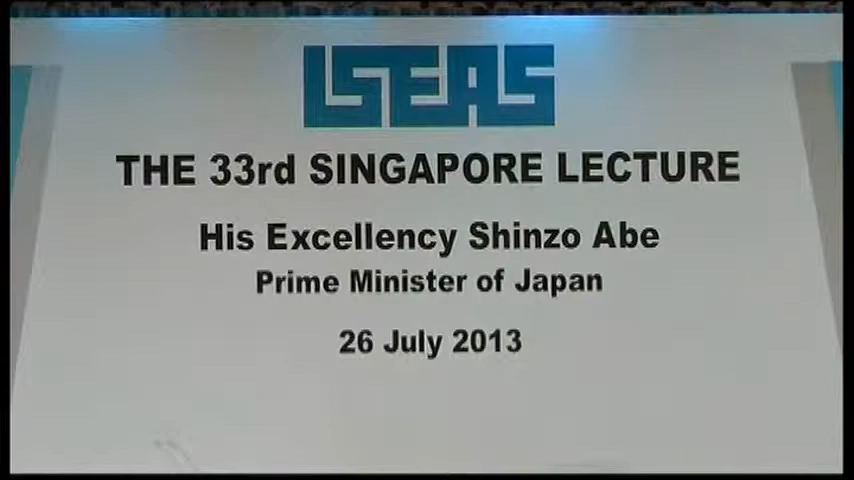 ISEAS
THE 33rd SINGAPORE LECTURE
His Excellency Shinzo Abe
Prime Minister of Japan
26 July 2013